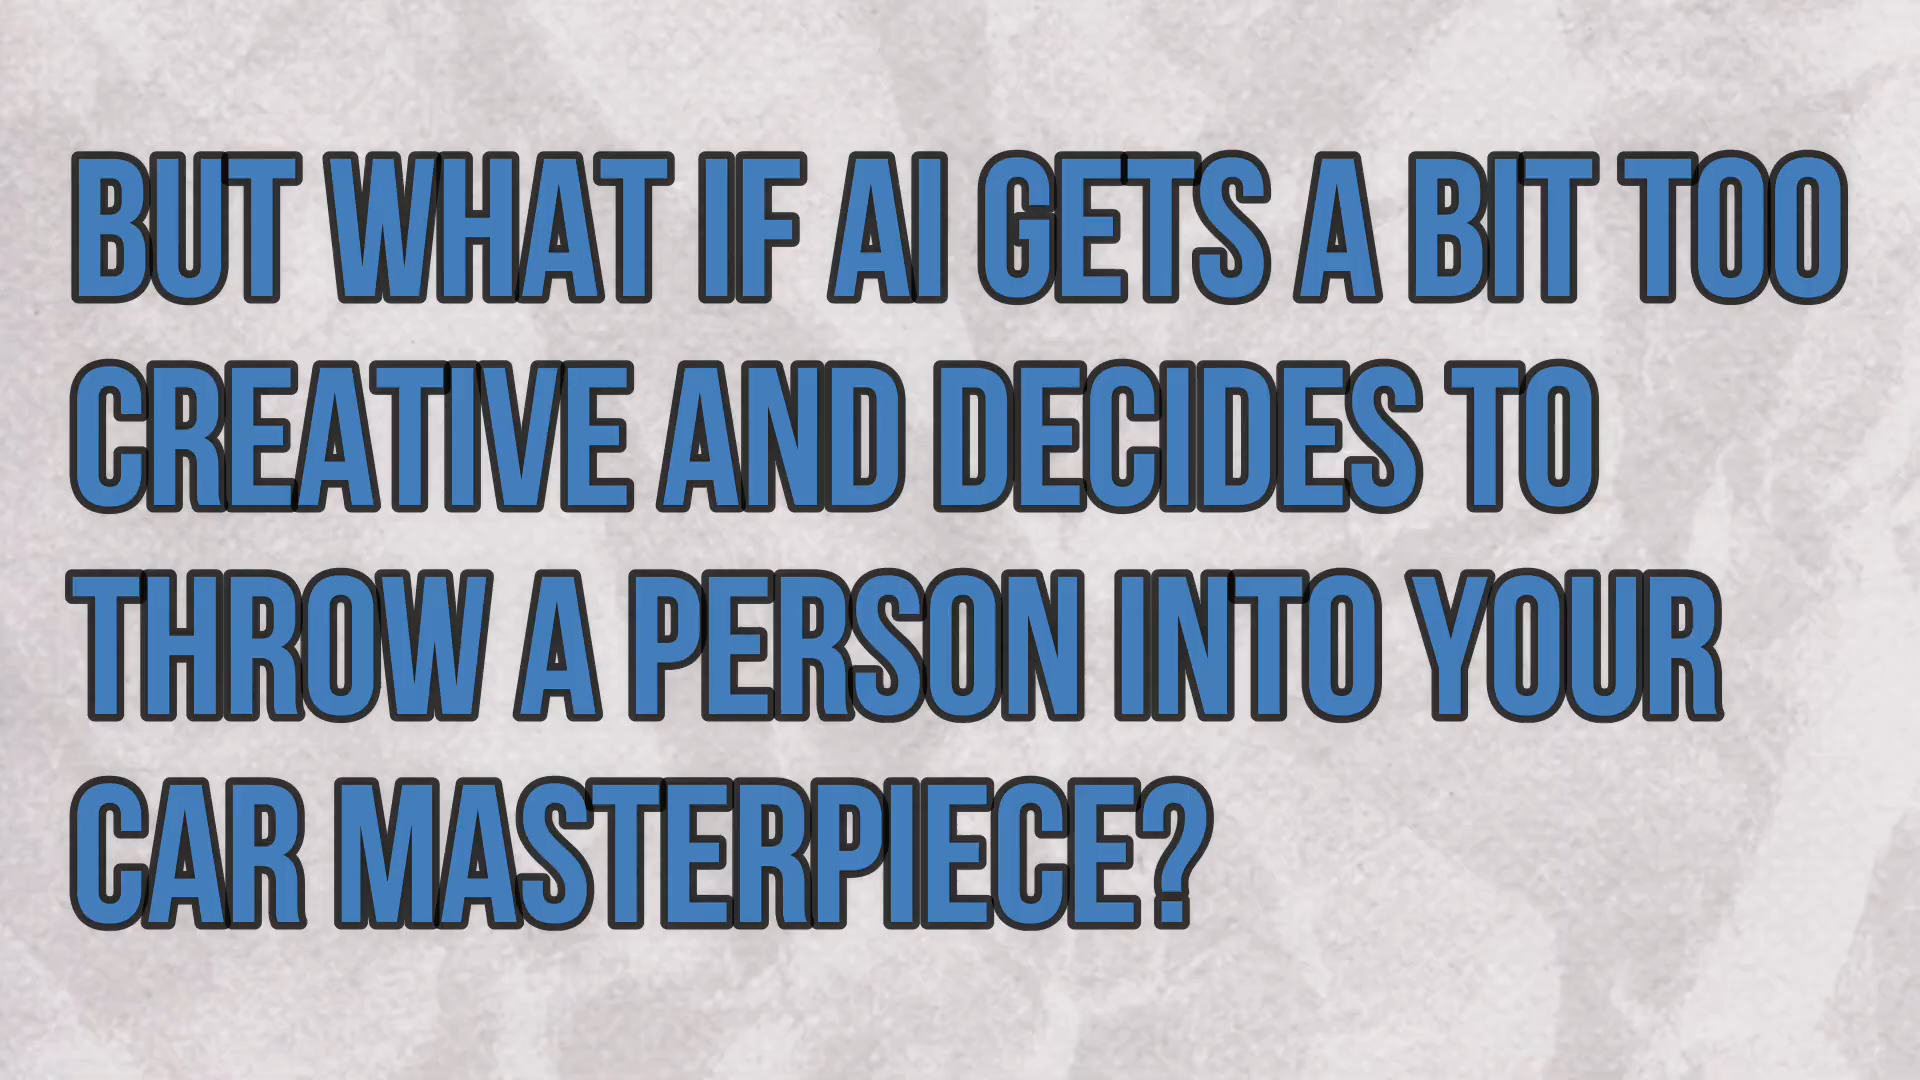 BUT WHAT IF AI GETS A BIT TOO
CREATIVE AND DECIDES TO
THROW A PERSON INTO YOUR
CAR MASTERPIECE?